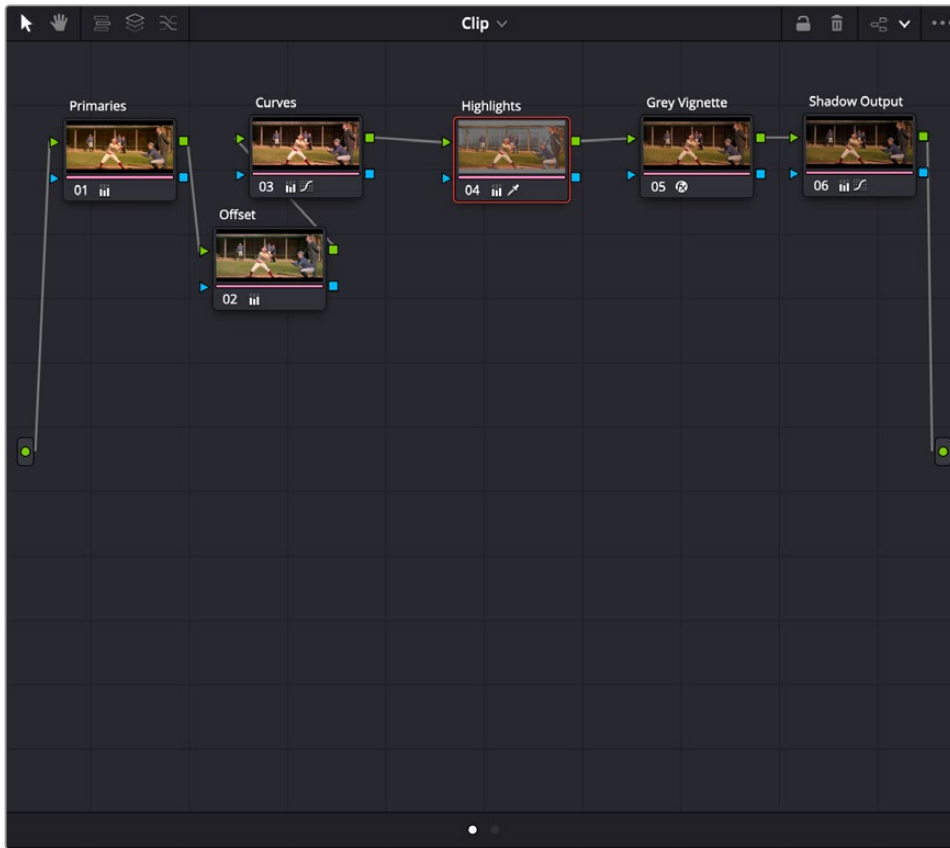 Clip
Primaries
01
Curves
03
Offset
02
Highlights
04
Grey Vignette
05
Shadow Output
06